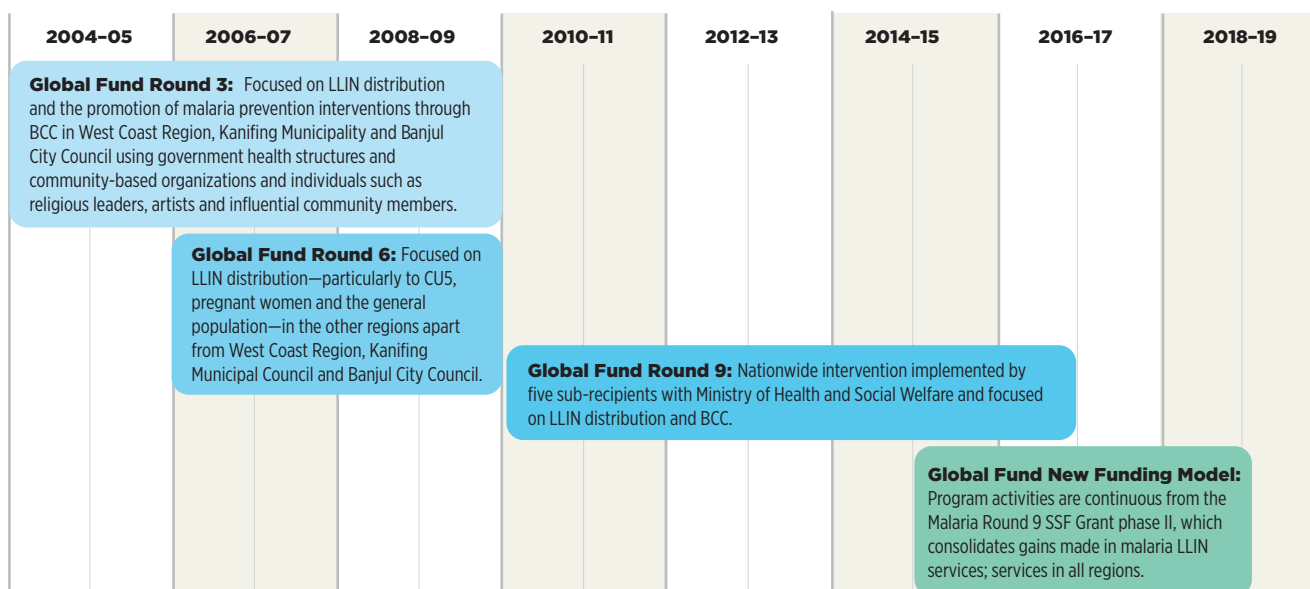 2004–05 2006–07 2008–09 2010–11 2012–13 2014–15 2016–17 2018–19
Global Fund Round 3: Focused on LLIN distribution
and the promotion of malaria prevention interventions through
BCC in West Coast Region, Kanifing Municipality and Banjul
City Council using government health structures and
community-based organizations and individuals such as
religious leaders, artists and influential community members.
Global Fund Round 6: Focused on
LLIN distribution—particularly to CU5,
pregnant women and the general
population—in the other regions apart
from West Coast Region, Kanifing
Municipal Council and Banjul City Council.
Global Fund Round 9: Nationwide intervention implemented by
five sub-recipients with Ministry of Health and Social Welfare and focused
on LLIN distribution and BCC.
Global Fund New Funding Model:
Program activities are continuous from the
Malaria Round 9 SSF Grant phase II, which
consolidates gains made in malaria LLIN
services; services in all regions.